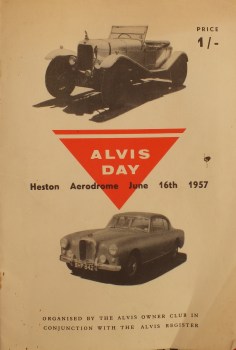 PRICE
1/-
ALVIS
DAY
Heston Aerodrome June 16th 1957
ORGANISED BY THE ALVIS OWNER CLUB IN
CONJUNCTION WITH THE ALVIS REGISTER